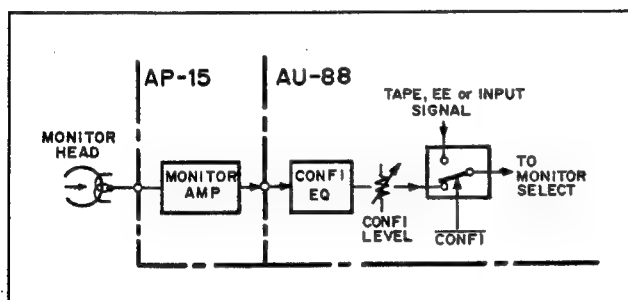 AP-15
AU-88
TAPE, EE or INPUT
SIGNAL
MONITOR
HEAD
MONITOR
AMP
CONFI
EQ
TO
MONITOR
SELECT
CONFI
LEVEL
CONFI